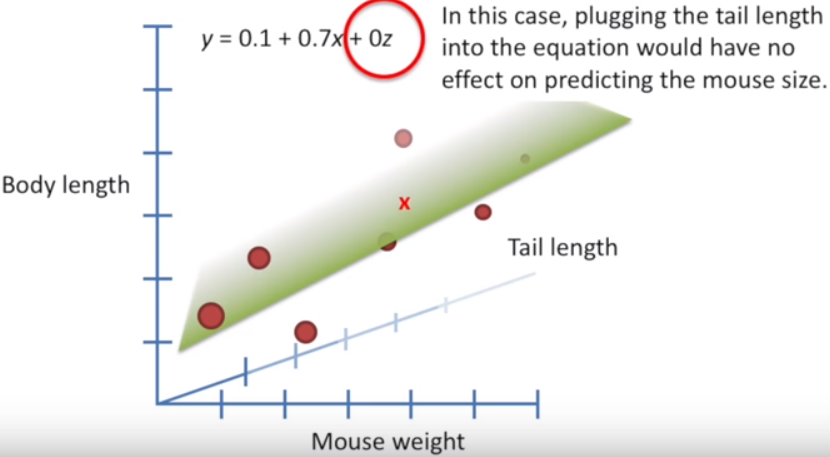 y = 0.1 + 0.7x + 0z
In this case, plugging the tail length
into the equation would have no
effect on predicting the mouse size.
Body length
x
Tail length
Mouse weight